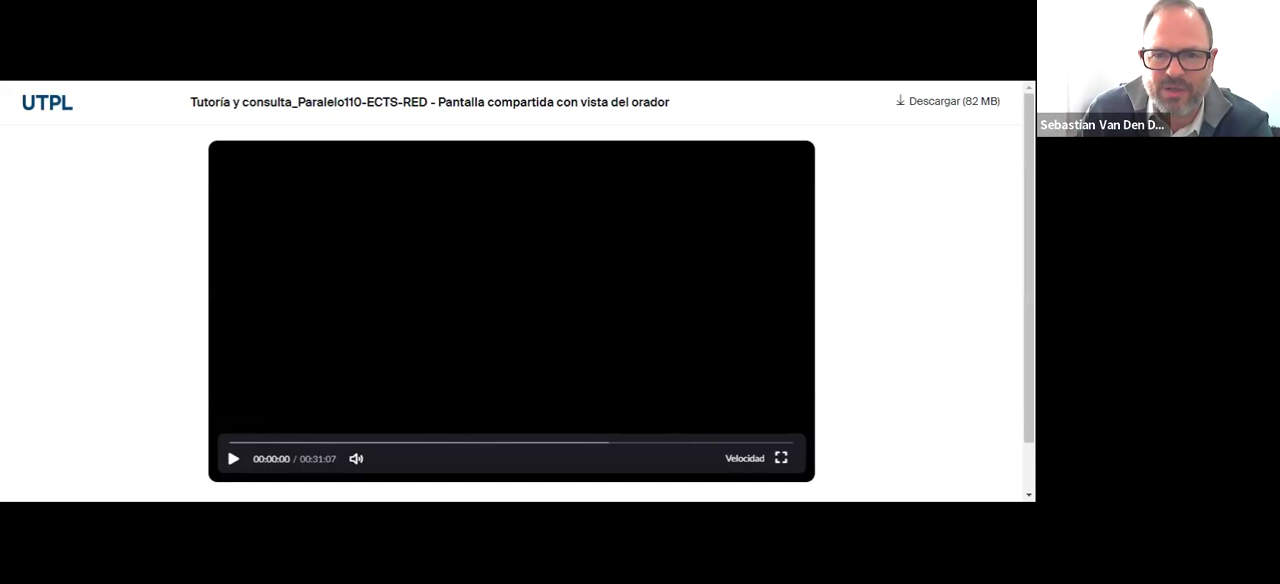 UTPL
Tutoría y consulta_Paralelo110-ECTS-RED - Pantalla compartida con vista del orador
Descargar (82 MB)
Sebastian Van Den D...
00:00:00 / 00:31:07
Velocidad